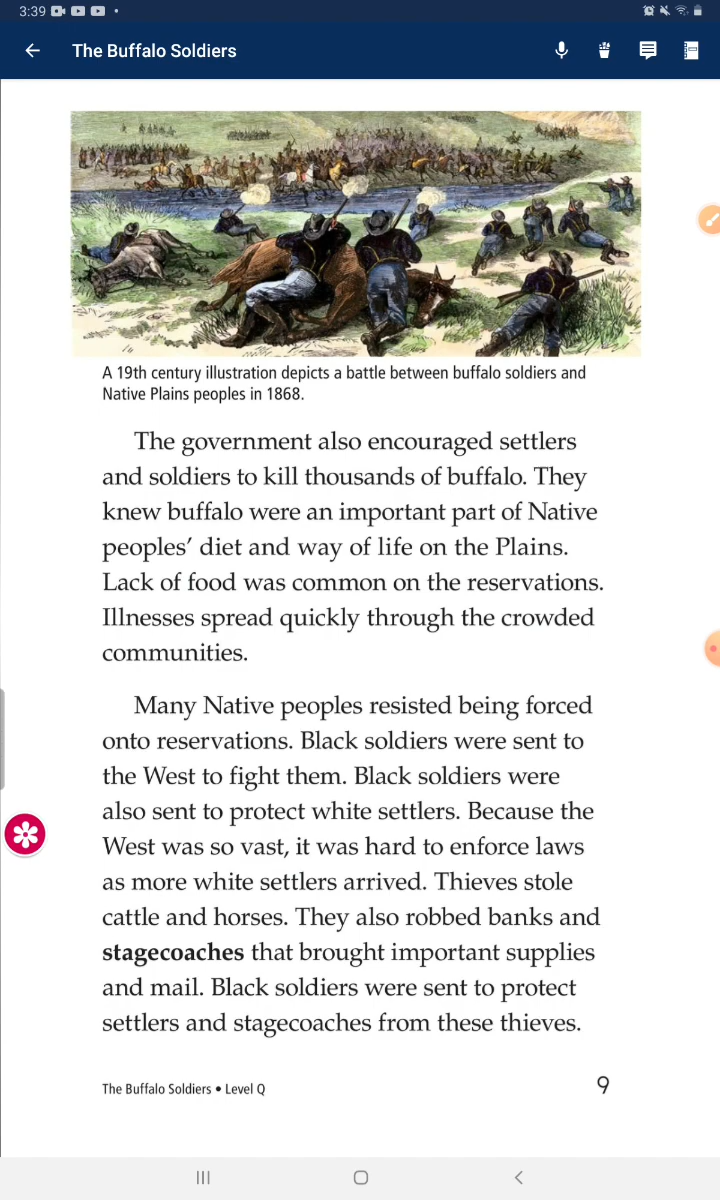 3:39
The Buffalo Soldiers
A 19th century illustration depicts a battle between buffalo soldiers and
Native Plains peoples in 1868.
The government also encouraged settlers
and soldiers to kill thousands of buffalo. They
knew buffalo were an important part of Native
peoples’ diet and way of life on the Plains.
Lack of food was common on the reservations.
Illnesses spread quickly through the crowded
communities.
Many Native peoples resisted being forced
onto reservations. Black soldiers were sent to
the West to fight them. Black soldiers were
also sent to protect white settlers. Because the
West was so vast, it was hard to enforce laws
as more white settlers arrived. Thieves stole
cattle and horses. They also robbed banks and
stagecoaches that brought important supplies
and mail. Black soldiers were sent to protect
settlers and stagecoaches from these thieves.
The Buffalo Soldiers • Level Q
9